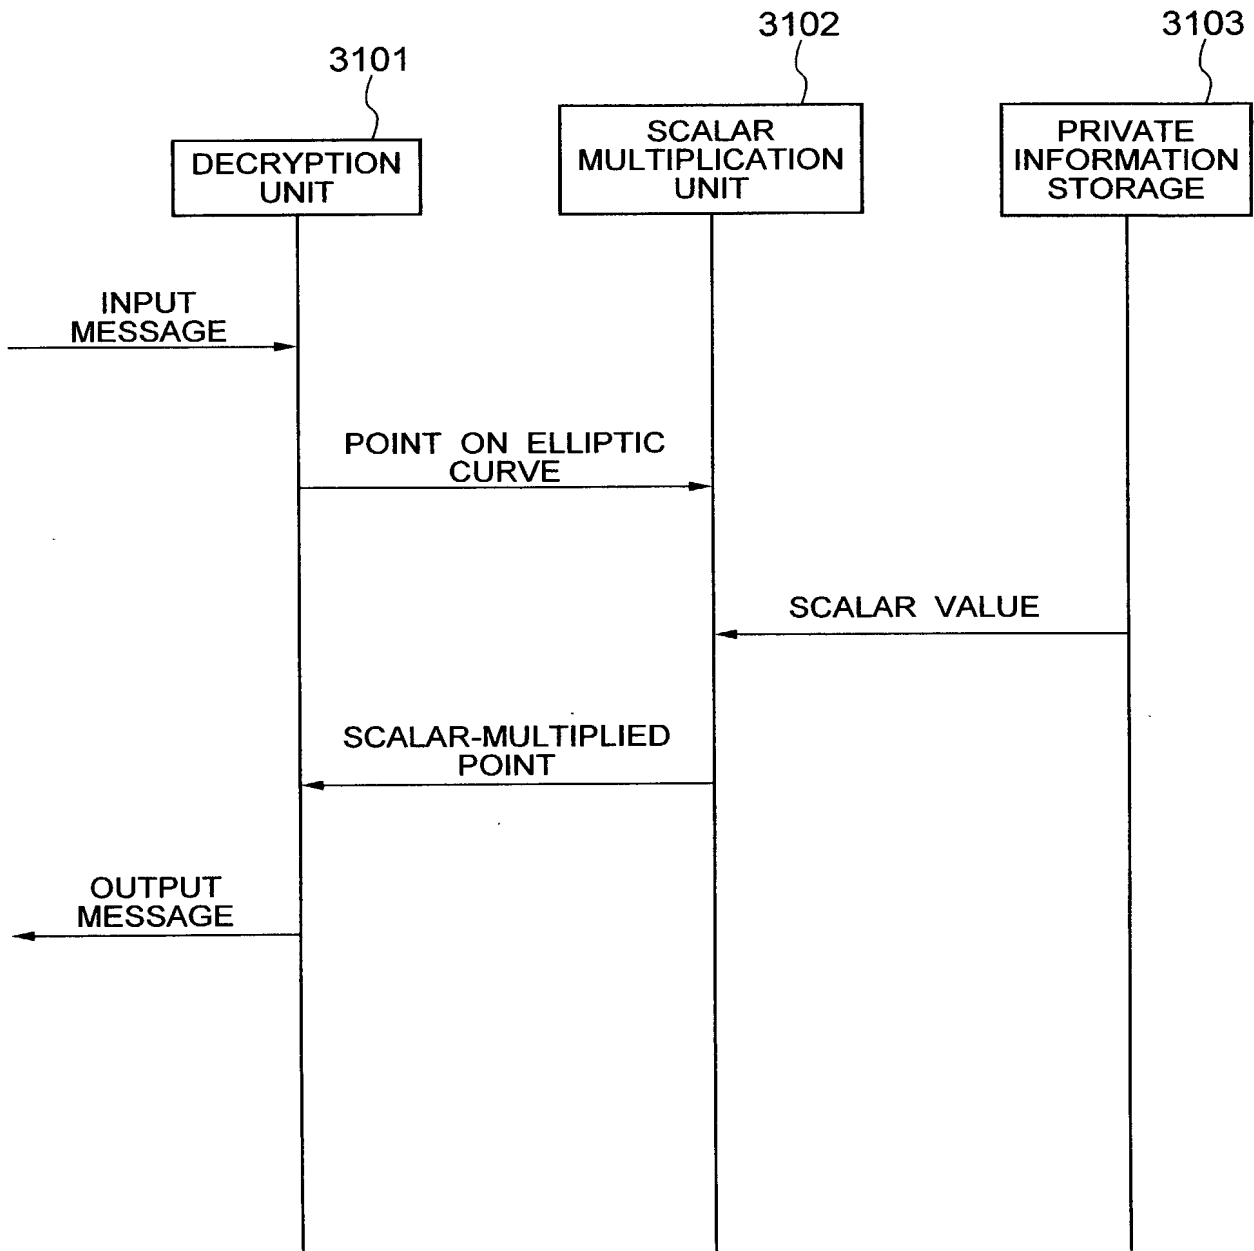 3101
3102
3103
DECRYPTION
UNIT
SCALAR
MULTIPLICATION
UNIT
PRIVATE
INFORMATION
STORAGE
INPUT
MESSAGE
POINT ON ELLIPTIC
CURVE
SCALAR VALUE
SCALAR-MULTIPLIED
POINT
OUTPUT
MESSAGE